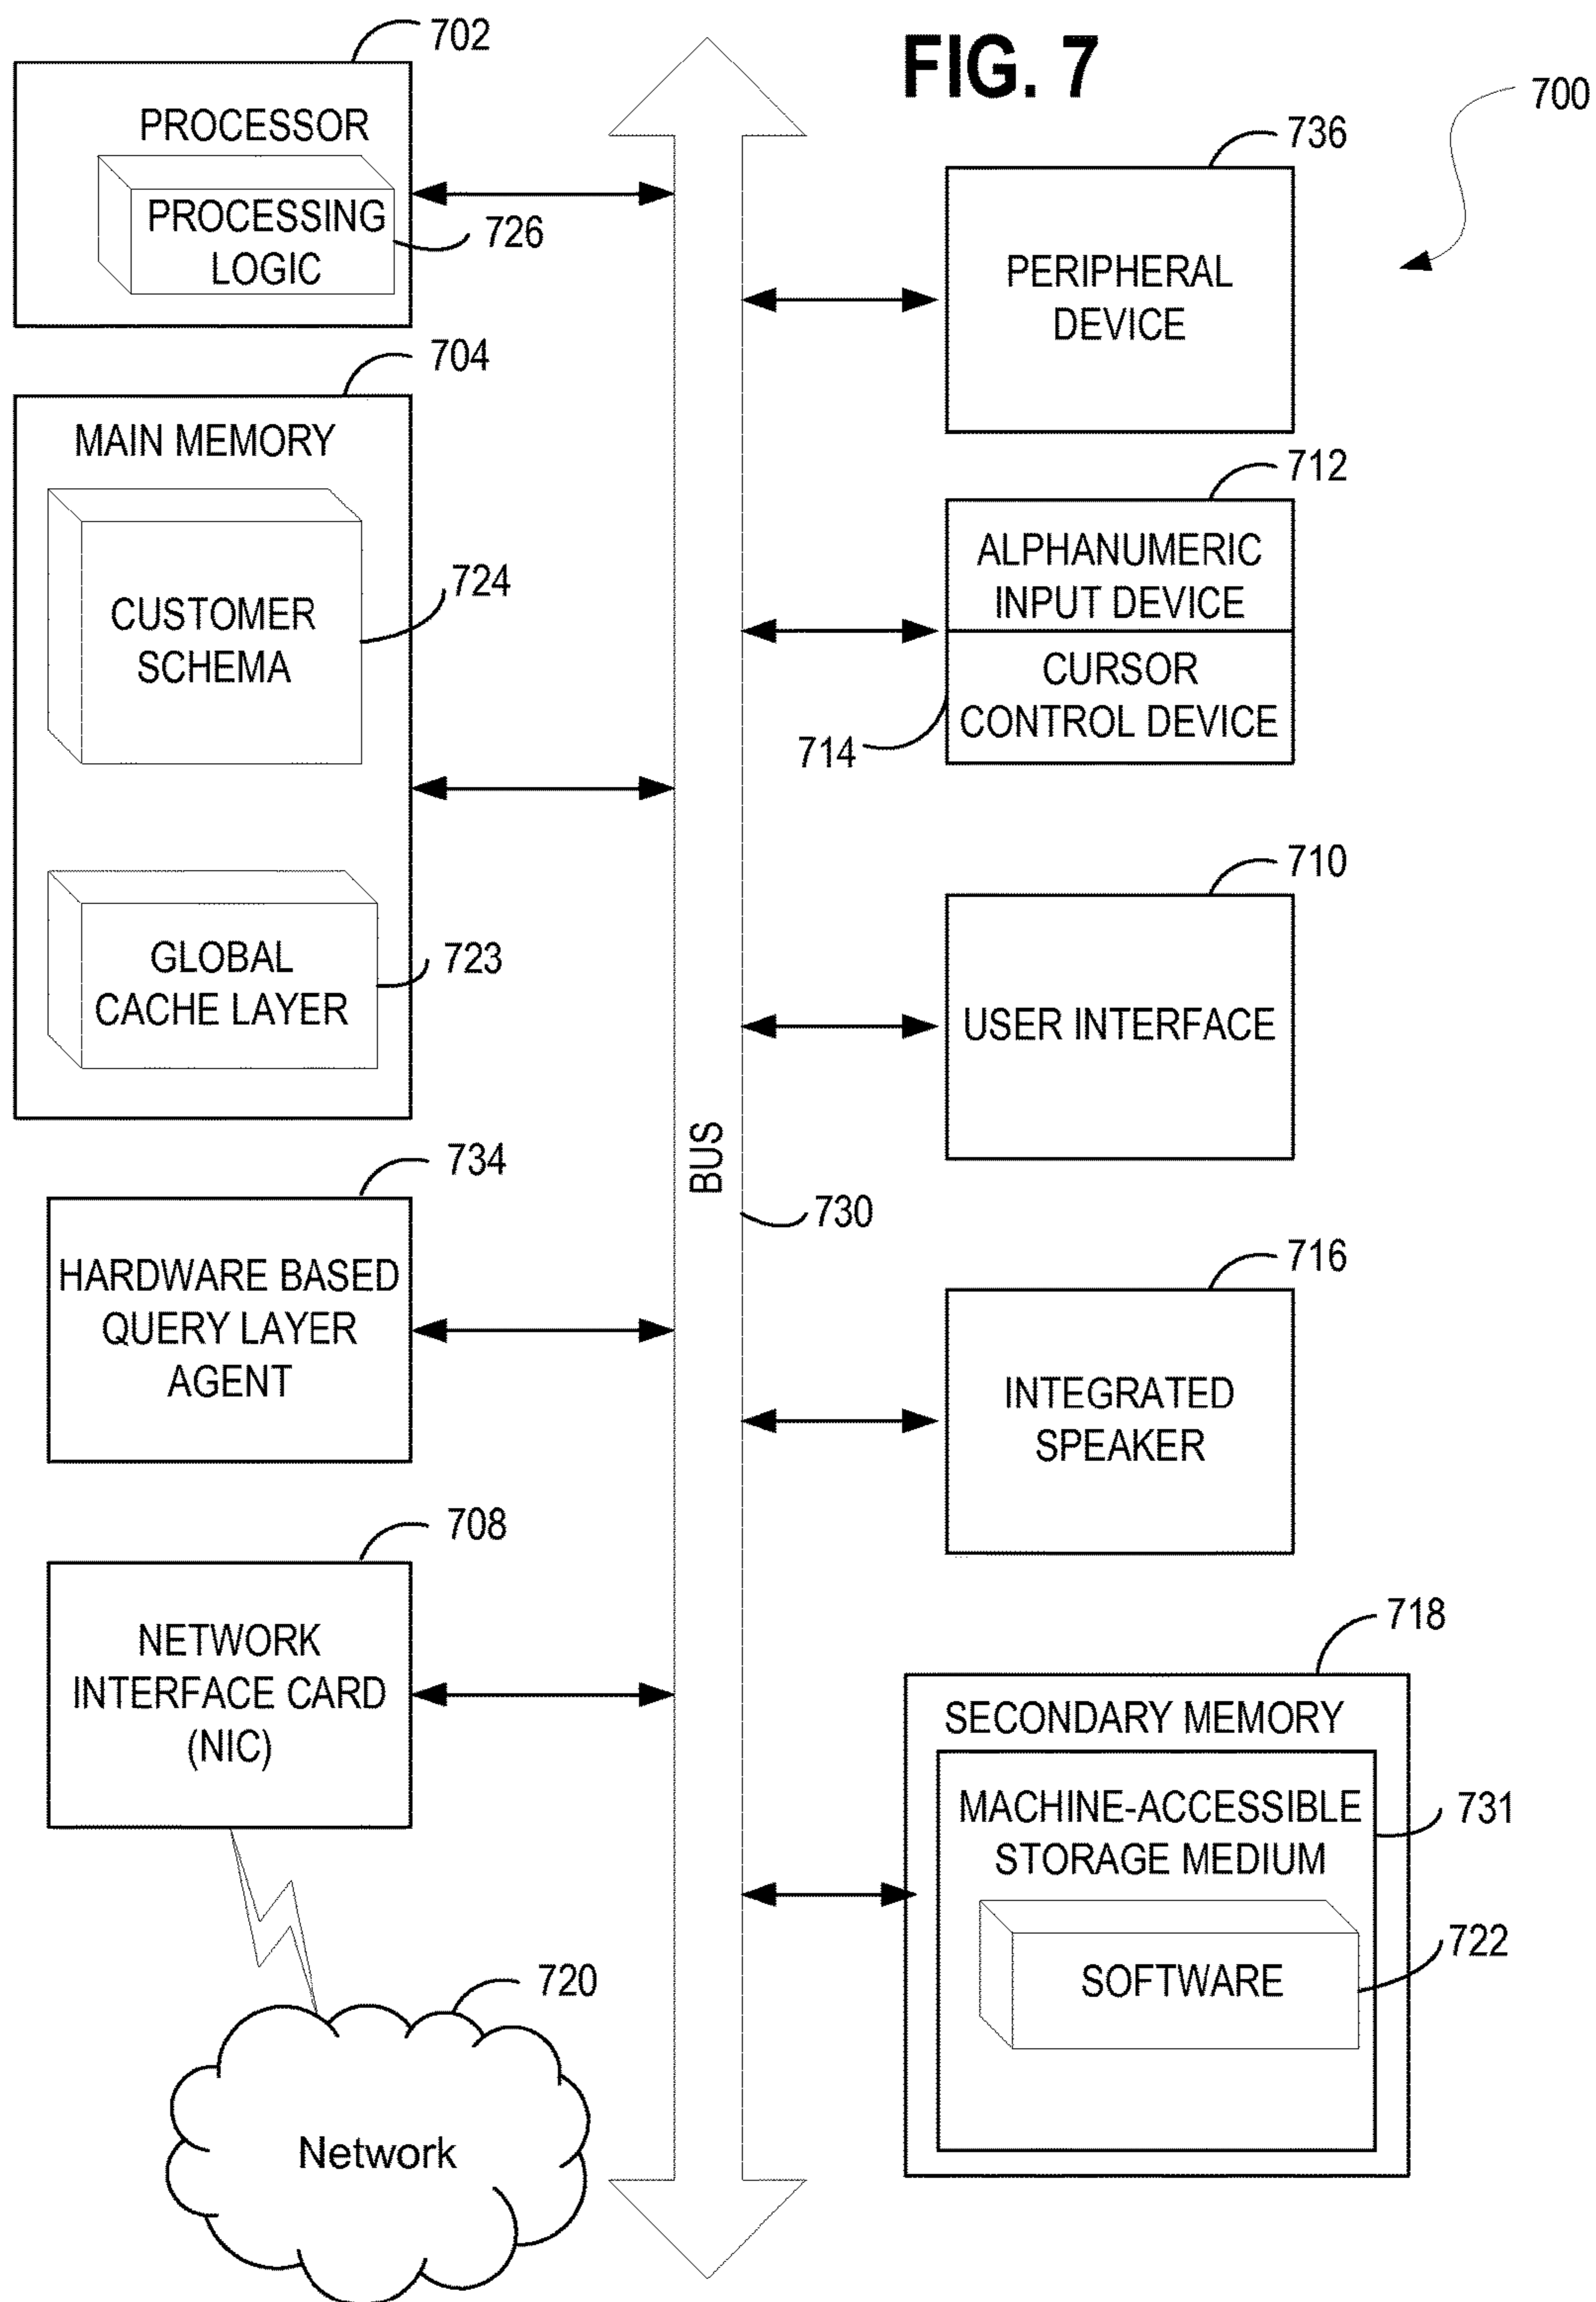 FIG. 7
700
702
PROCESSOR
PROCESSING
LOGIC
726
704
MAIN MEMORY
CUSTOMER
SCHEMA
724
GLOBAL
CACHE LAYER
723
734
HARDWARE BASED
QUERY LAYER
AGENT
708
NETWORK
INTERFACE CARD
(NIC)
720
Network
BUS
730
736
PERIPHERAL
DEVICE
712
ALPHANUMERIC
INPUT DEVICE
CURSOR
CONTROL DEVICE
714
710
USER INTERFACE
716
INTEGRATED
SPEAKER
718
SECONDARY MEMORY
MACHINE-ACCESSIBLE
STORAGE MEDIUM
731
SOFTWARE
722